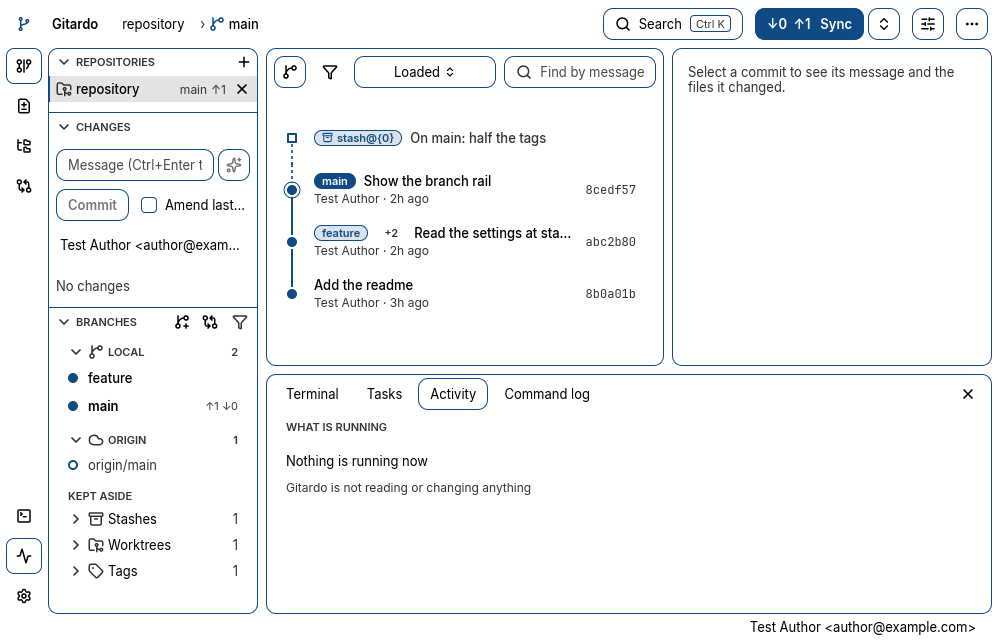 Gitardo repository › main Search Ctrl K ↓0 ↑1 Sync
REPOSITORIES
repository main ↑1
CHANGES
Message (Ctrl+Enter t
Commit Amend last...
Test Author <author@exam...
No changes
BRANCHES
LOCAL 2
feature
main ↑1 ↓0
ORIGIN 1
origin/main
KEPT ASIDE
Stashes 1
Worktrees 1
Tags 1
Loaded Find by message
stash@{0} On main: half the tags
main Show the branch rail
Test Author · 2h ago 8cedf57
feature +2 Read the settings at sta...
Test Author · 2h ago abc2b80
Add the readme
Test Author · 3h ago 8b0a01b
Select a commit to see its message and the
files it changed.
Terminal Tasks Activity Command log
WHAT IS RUNNING
Nothing is running now
Gitardo is not reading or changing anything
Test Author <author@example.com>